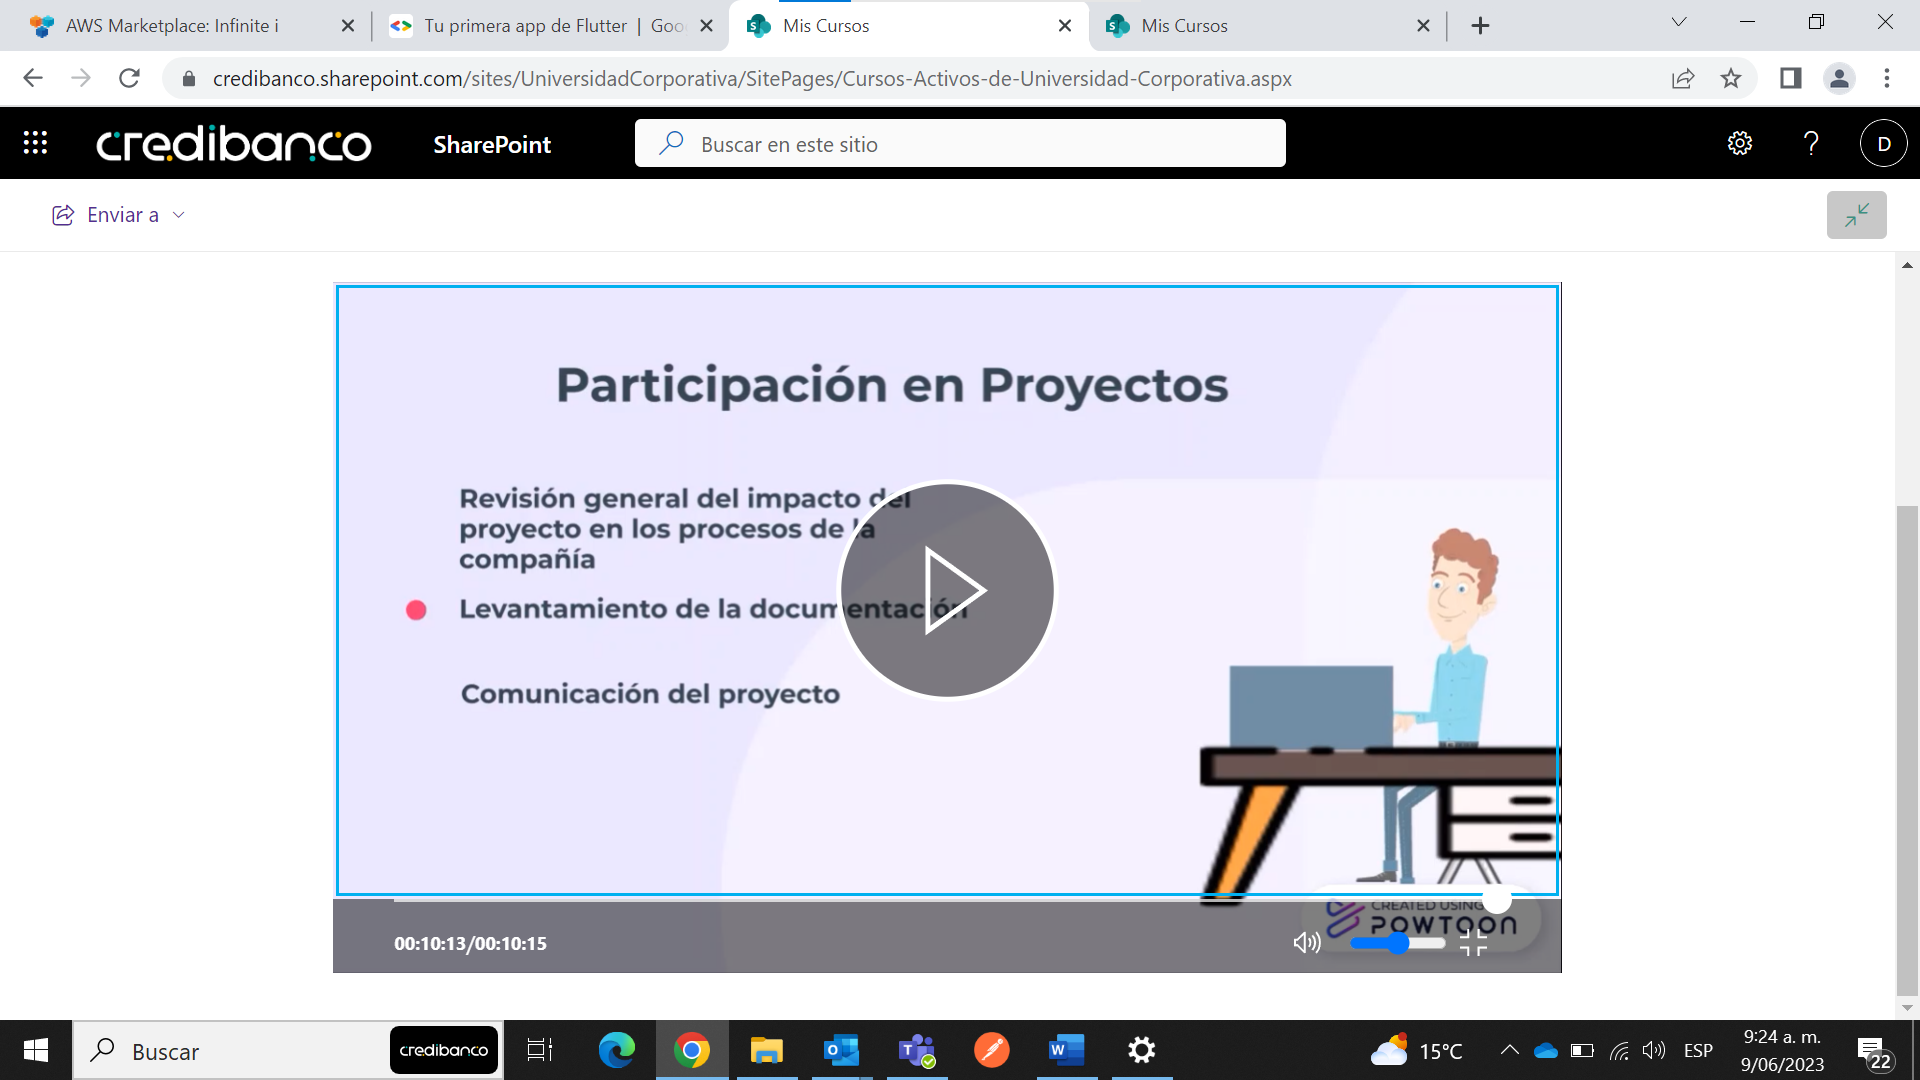 AWS Marketplace: Infinite i
Tu primera app de Flutter | Goo
Mis Cursos
Mis Cursos
credibanco.sharepoint.com/sites/UniversidadCorporativa/SitePages/Cursos-Activos-de-Universidad-Corporativa.aspx
credibanco
SharePoint
Buscar en este sitio
D
Enviar a
Participación en Proyectos
Revisión general del impacto del
proyecto en los procesos de la
compañía
Levantamiento de la documentación
Comunicación del proyecto
CREATED USING
POWTOON
00:10:13/00:10:15
Buscar
credibanco
15°C
ESP
9:24 a. m.
9/06/2023
22